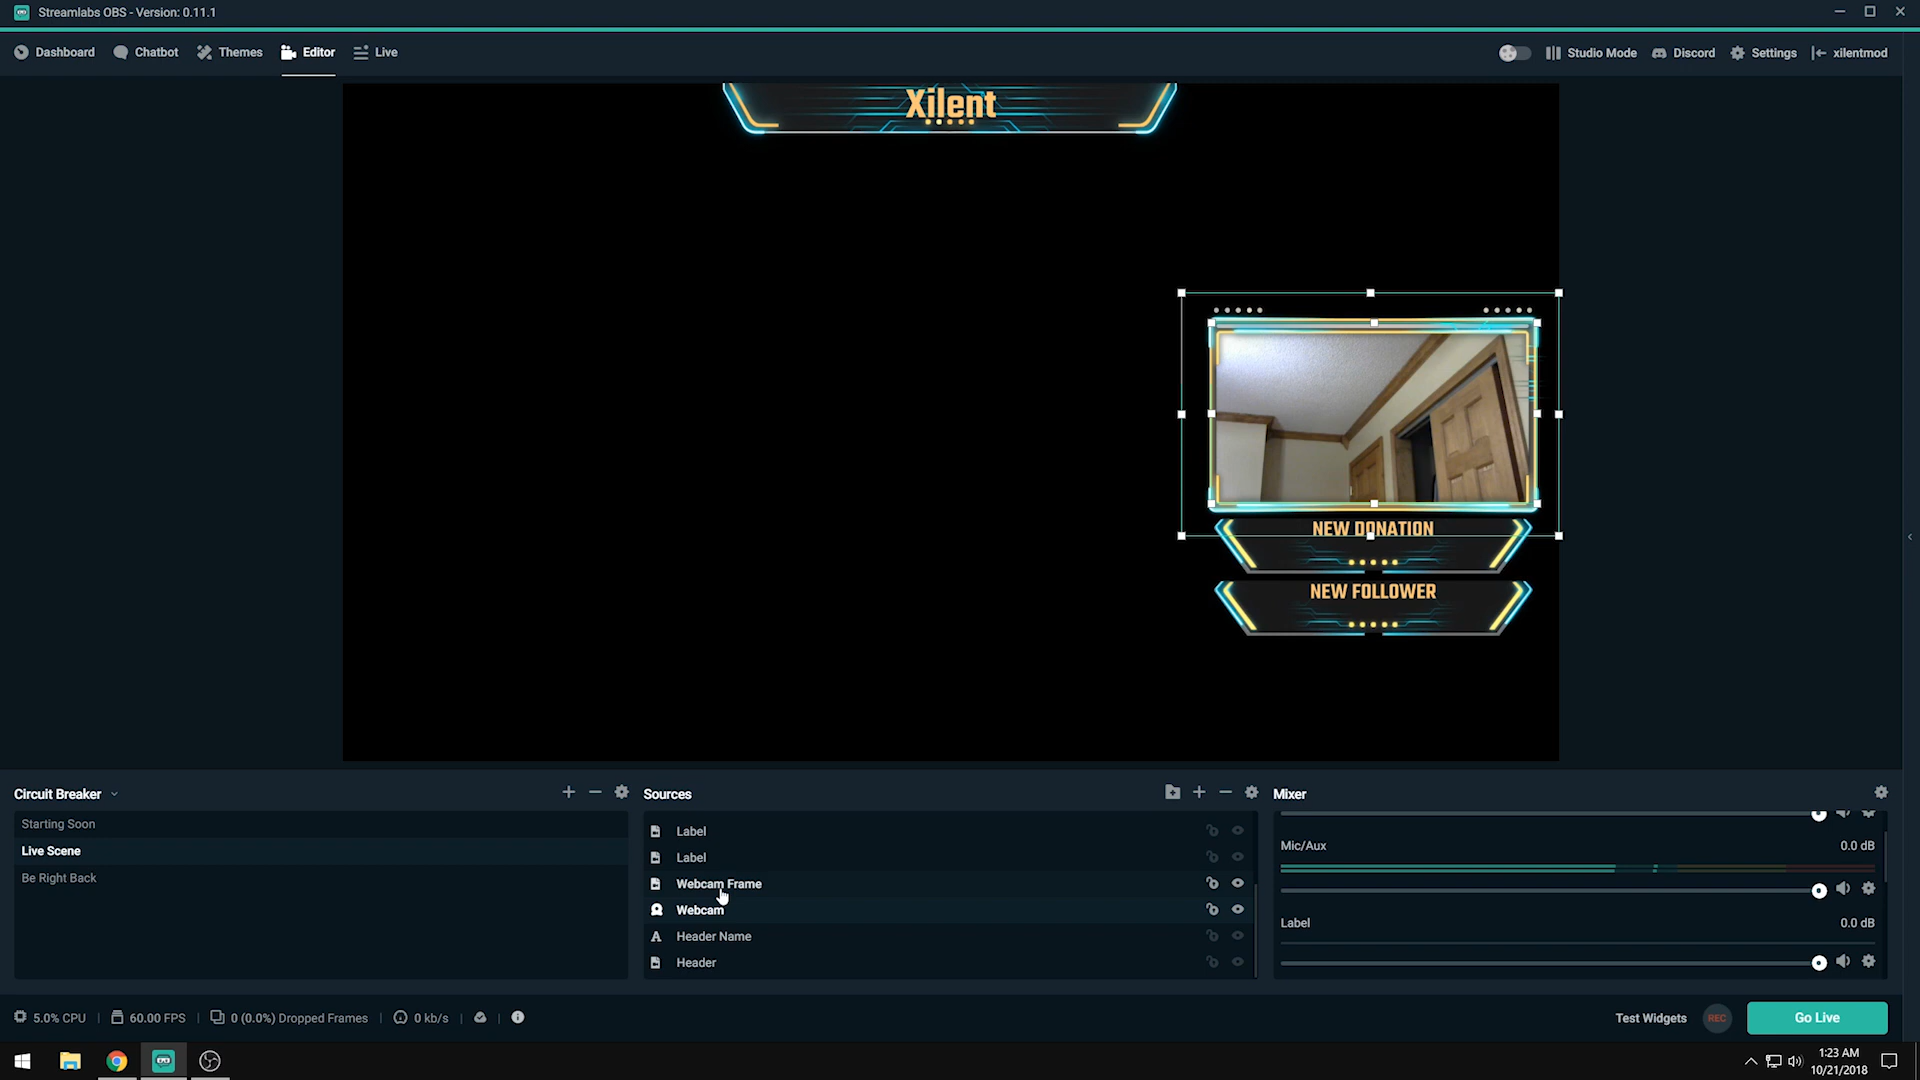 Streamlabs OBS - Version: 0.11.1
Dashboard Chatbot Themes Editor Live
Studio Mode Discord Settings xilentmod
Xilent
NEW DONATION
NEW FOLLOWER
Circuit Breaker
Starting Soon
Live Scene
Be Right Back
Sources
Label
Label
Webcam Frame
Webcam
Header Name
Header
Mixer
Mic/Aux 0.0 dB
Label 0.0 dB
5.0% CPU | 60.00 FPS | 0 (0.0%) Dropped Frames | 0 kb/s
Test Widgets REC Go Live
1:23 AM
10/21/2018